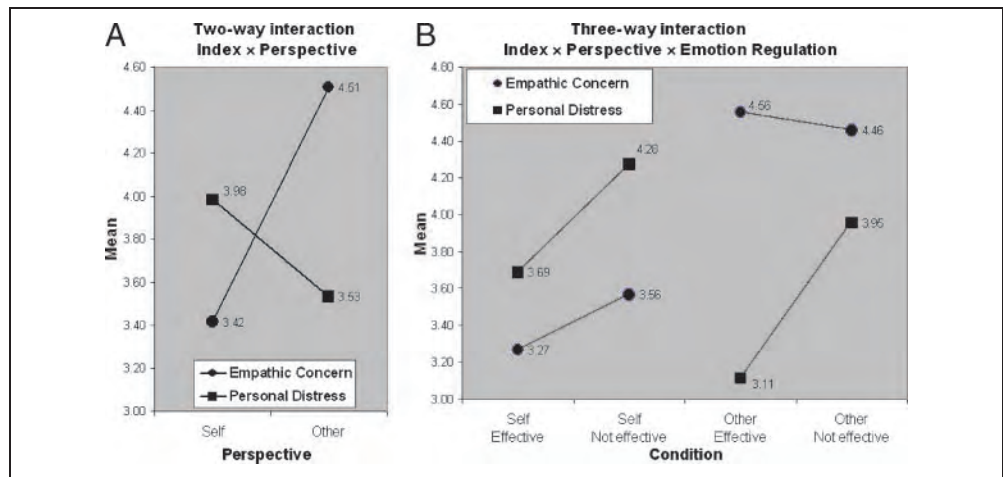 A
Two-way interaction
Index × Perspective
4.60
4.40
4.20
4.00
3.80
3.60
3.40
3.20
3.00
Mean
4.51
3.98
3.53
3.42
Empathic Concern
Personal Distress
Self
Other
Perspective
B
Three-way interaction
Index × Perspective × Emotion Regulation
4.80
4.60
4.40
4.20
4.00
3.80
3.60
3.40
3.20
3.00
Mean
Empathic Concern
Personal Distress
4.56
4.46
4.28
3.95
3.69
3.56
3.27
3.11
Self
Effective
Self
Not effective
Other
Effective
Other
Not effective
Condition